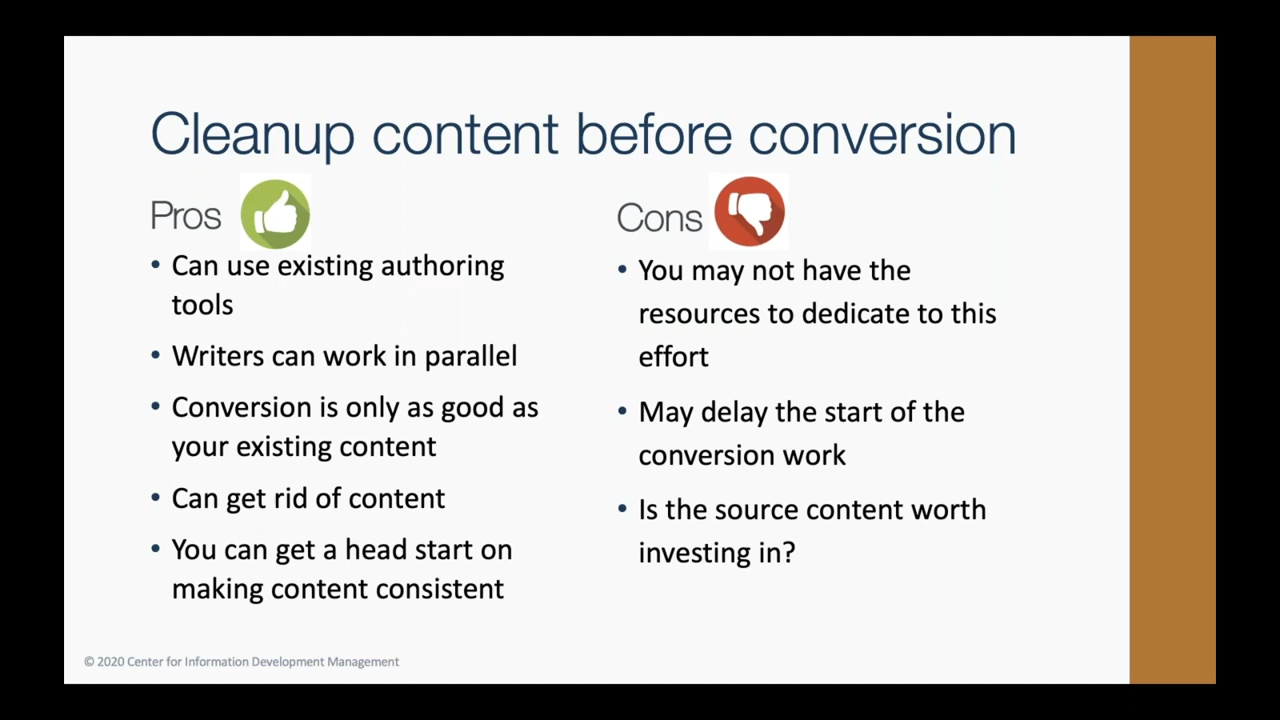 Cleanup content before conversion
Pros
• Can use existing authoring
tools
• Writers can work in parallel
• Conversion is only as good as
your existing content
• Can get rid of content
• You can get a head start on
making content consistent
Cons
• You may not have the
resources to dedicate to this
effort
• May delay the start of the
conversion work
• Is the source content worth
investing in?
© 2020 Center for Information Development Management